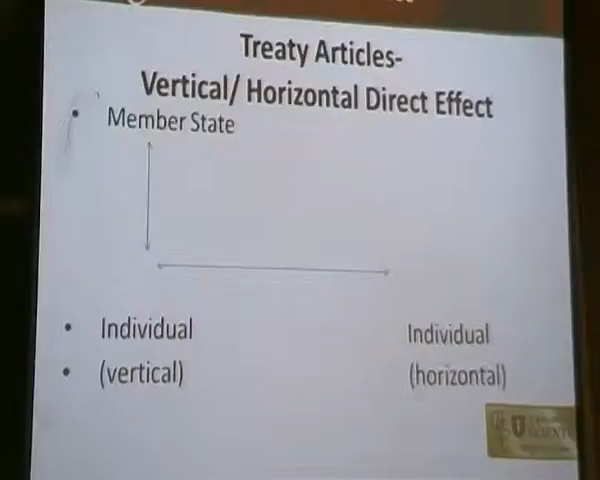 Treaty Articles-
Vertical/ Horizontal Direct Effect
• Member State
• Individual Individual
• (vertical) (horizontal)